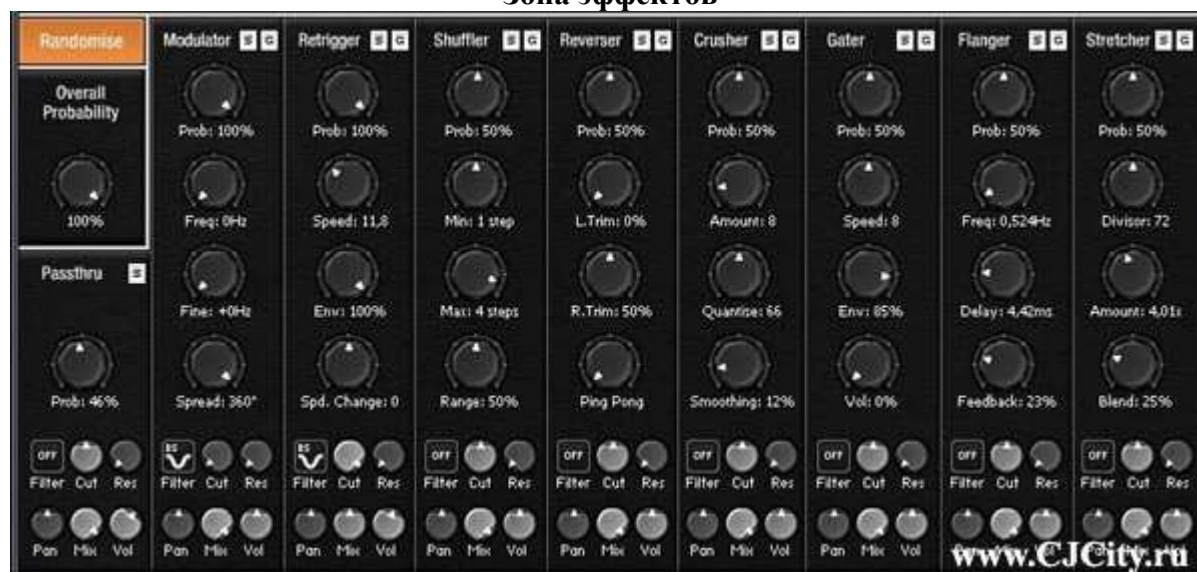 Зона эффектов
Randomise Modulator S G Retrigger S G Shuffler S G Reverser S G Crusher S G Gater S G Flanger S G Stretcher S G
Overall
Probability
Prob: 100% Prob: 100% Prob: 50% Prob: 50% Prob: 50% Prob: 50% Prob: 50% Prob: 50%
100% Freq: 0Hz Speed: 11,8 Min: 1 step L.Trim: 0% Amount: 8 Speed: 8 Freq: 0,524Hz Divisor: 72
Passthru S
Fine: +0Hz Env: 100% Max: 4 steps R.Trim: 50% Quantise: 66 Env: 85% Delay: 4,42ms Amount: 4,01x
Prob: 46% Spread: 360° Spd. Change: 0 Range: 50% Ping Pong Smoothing: 12% Vol: 0% Feedback: 23% Blend: 25%
OFF BS BS OFF OFF OFF OFF OFF OFF
Filter Cut Res Filter Cut Res Filter Cut Res Filter Cut Res Filter Cut Res Filter Cut Res Filter Cut Res Filter Cut Res Filter Cut Res
Pan Mix Vol Pan Mix Vol Pan Mix Vol Pan Mix Vol Pan Mix Vol Pan Mix Vol Pan Mix Vol Pan Mix Vol Pan Mix Vol
www.CJCity.ru